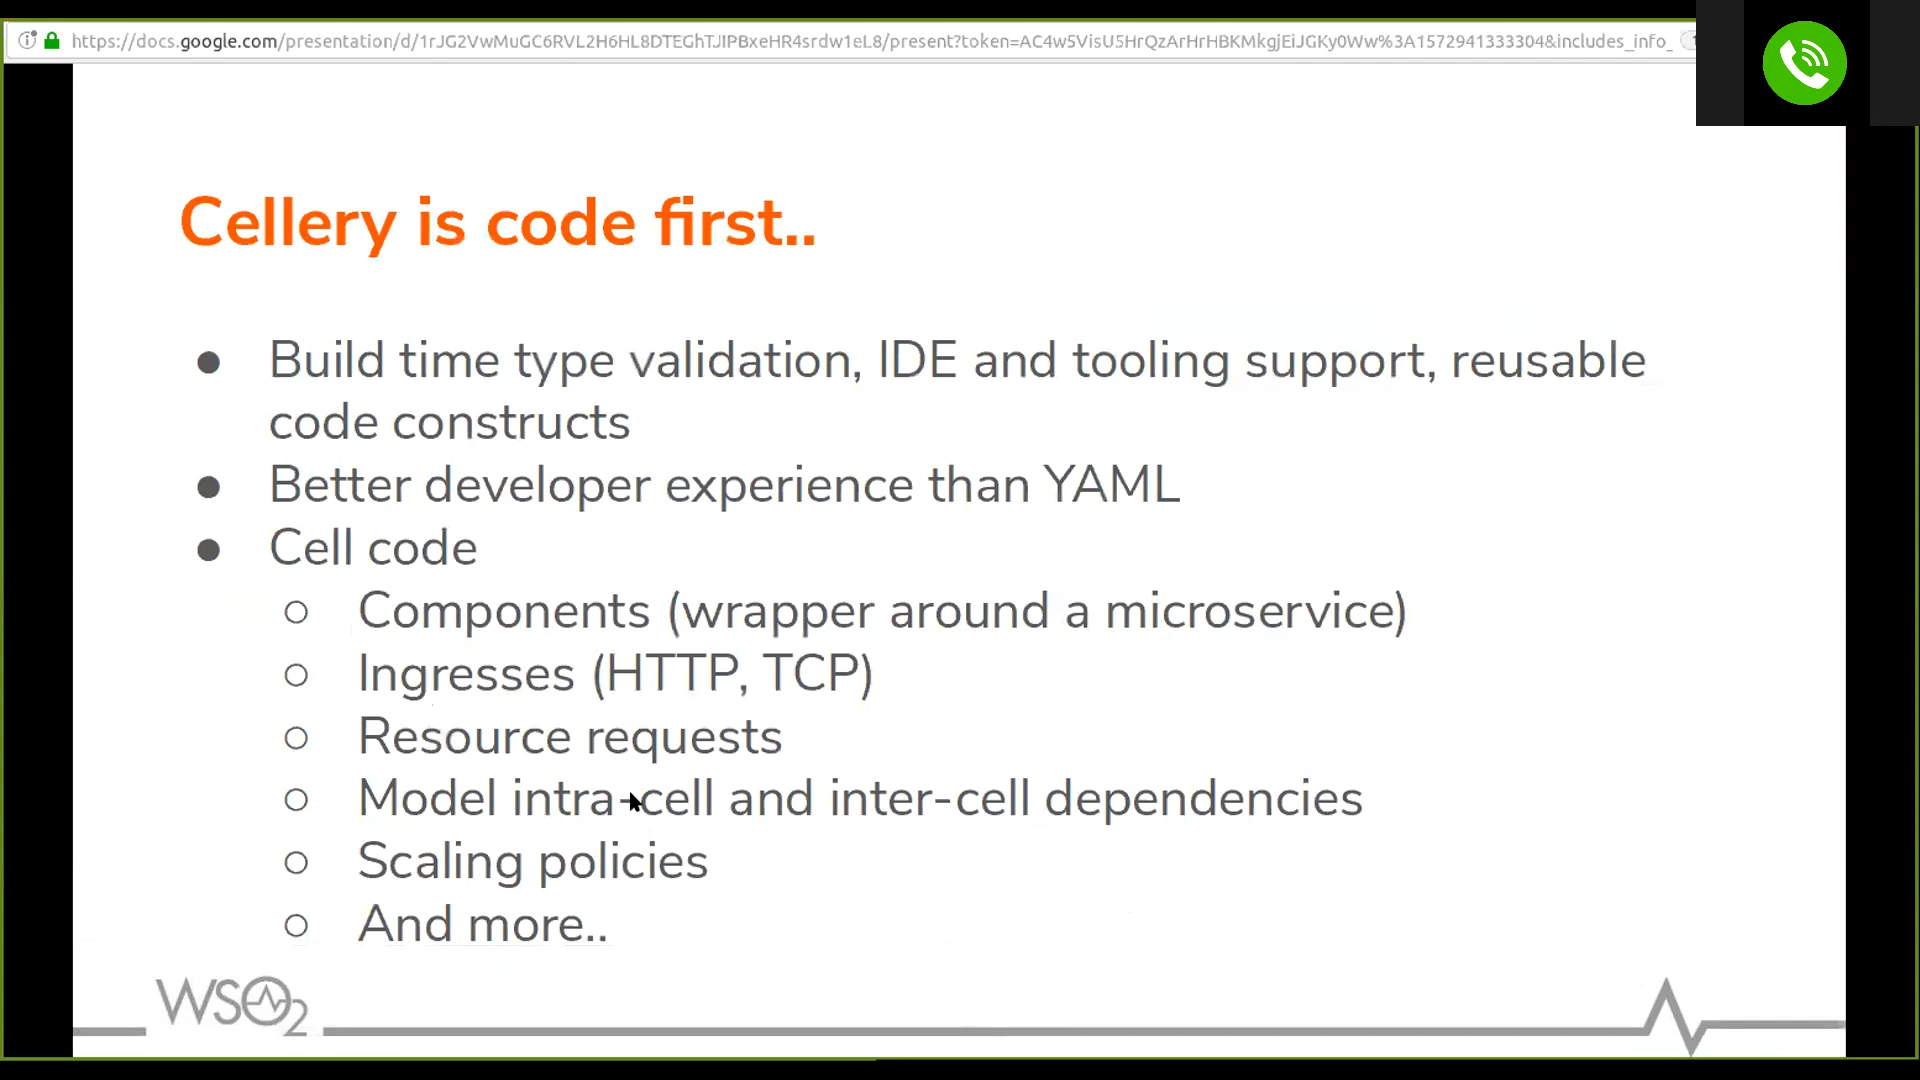 https://docs.google.com/presentation/d/1rJG2VwMuGC6RVL2H6HL8DTEGhTJIPBxeHR4srdw1eL8/present?token=AC4w5VisU5HrQzArHrHBKMkgjEiJGKy0Ww%3A1572941333304&includes_info_
Cellery is code first..
● Build time type validation, IDE and tooling support, reusable
code constructs
● Better developer experience than YAML
● Cell code
○ Components (wrapper around a microservice)
○ Ingresses (HTTP, TCP)
○ Resource requests
○ Model intra-cell and inter-cell dependencies
○ Scaling policies
○ And more..
WSO2